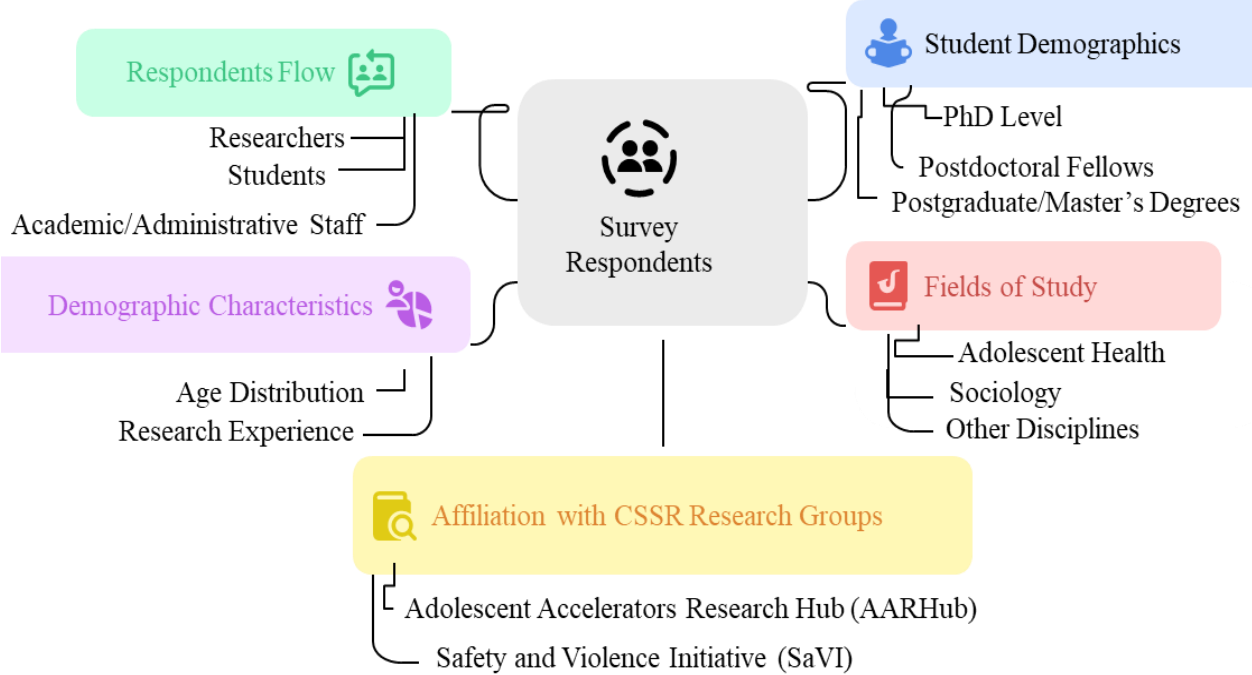 Respondents Flow
Researchers
Students
Academic/Administrative Staff
Demographic Characteristics
Age Distribution
Research Experience
Survey
Respondents
Student Demographics
PhD Level
Postdoctoral Fellows
Postgraduate/Master’s Degrees
Fields of Study
Adolescent Health
Sociology
Other Disciplines
Affiliation with CSSR Research Groups
Adolescent Accelerators Research Hub (AARHub)
Safety and Violence Initiative (SaVI)